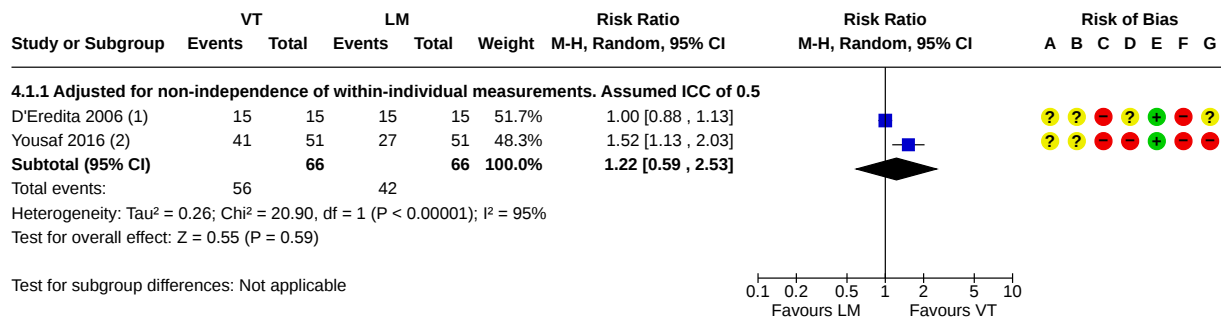 VT LM Risk Ratio Risk Ratio Risk of Bias
Study or Subgroup Events Total Events Total Weight M-H, Random, 95% CI M-H, Random, 95% CI A B C D E F G
4.1.1 Adjusted for non-independence of within-individual measurements. Assumed ICC of 0.5
D'Eredita 2006 (1) 15 15 15 15 51.7% 1.00 [0.88 , 1.13] ? ? − ? + − ?
Yousaf 2016 (2) 41 51 27 51 48.3% 1.52 [1.13 , 2.03] ? ? − − + − −
Subtotal (95% CI) 66 66 100.0% 1.22 [0.59 , 2.53]
Total events: 56 42
Heterogeneity: Tau² = 0.26; Chi² = 20.90, df = 1 (P < 0.00001); I² = 95%
Test for overall effect: Z = 0.55 (P = 0.59)
Test for subgroup differences: Not applicable
0.1 0.2 0.5 1 2 5 10
Favours LM Favours VT